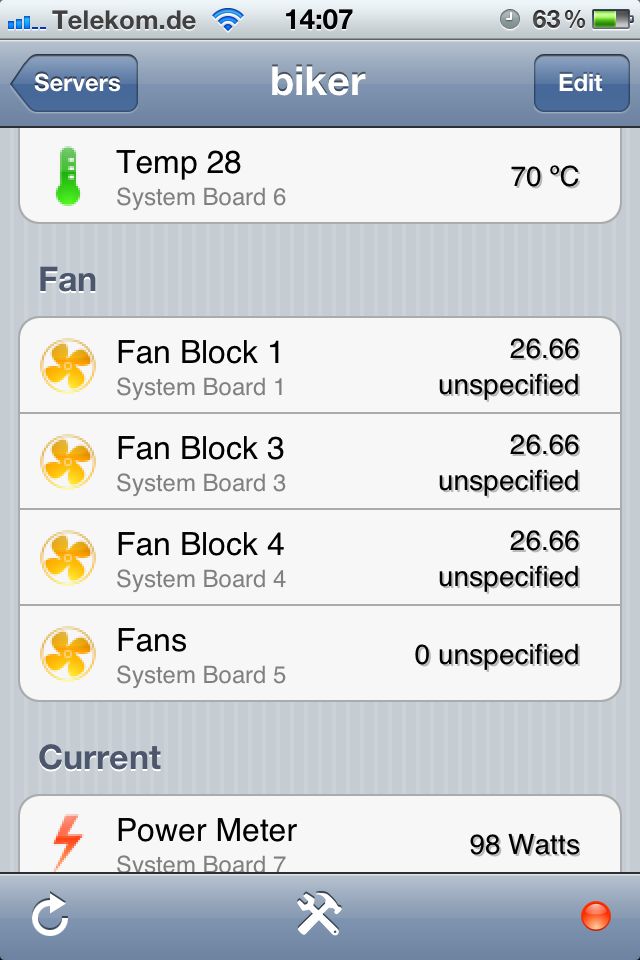 Telekom.de 14:07 63 %
Servers biker Edit
Temp 28 70 ºC
System Board 6
Fan
Fan Block 1 26.66
System Board 1 unspecified
Fan Block 3 26.66
System Board 3 unspecified
Fan Block 4 26.66
System Board 4 unspecified
Fans 0 unspecified
System Board 5
Current
Power Meter 98 Watts
System Board 7